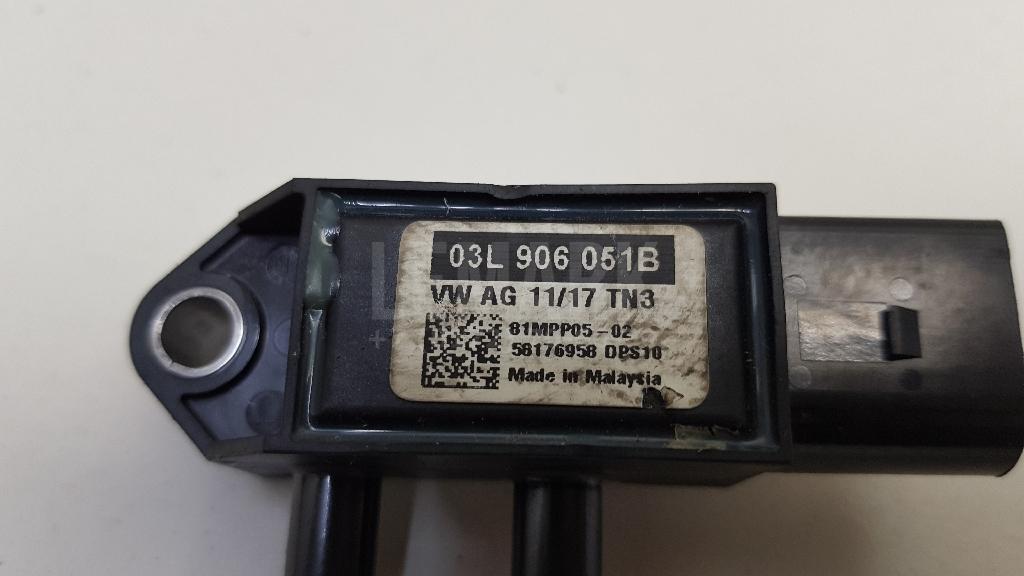 03L 906 051B
VW AG 11/17 TN3
81MPP05-02
58176958 DPS10
Made in Malaysia